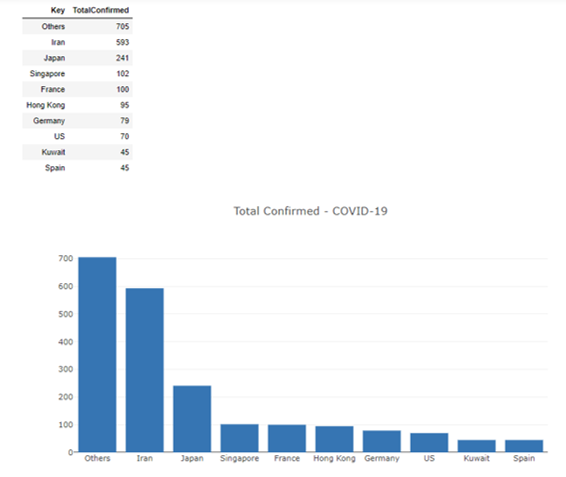 Key TotalConfirmed
Others 705
Iran 593
Japan 241
Singapore 102
France 100
Hong Kong 95
Germany 79
US 70
Kuwait 45
Spain 45
Total Confirmed - COVID-19
700
600
500
400
300
200
100
0
Others Iran Japan Singapore France Hong Kong Germany US Kuwait Spain